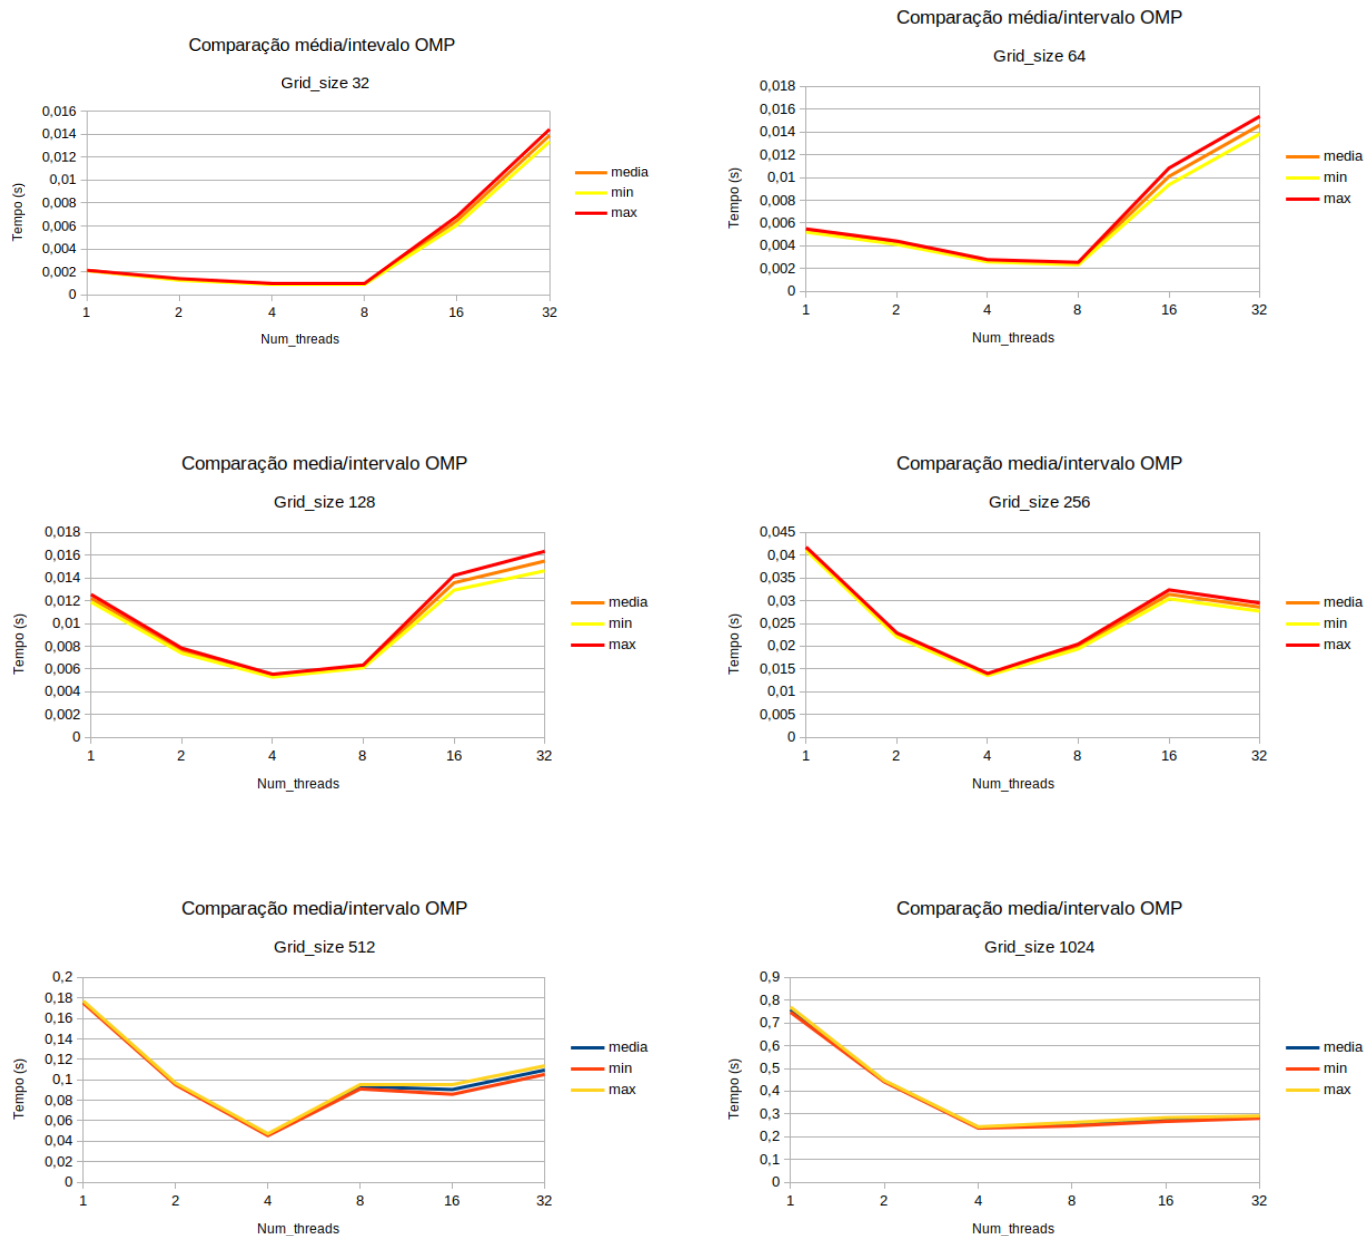 Comparação média/intevalo OMP
Grid_size 32
0,016
0,014
0,012
0,01
0,008
0,006
0,004
0,002
0
Tempo (s)
1 2 4 8 16 32
Num_threads
media
min
max
Comparação média/intervalo OMP
Grid_size 64
0,018
0,016
0,014
0,012
0,01
0,008
0,006
0,004
0,002
0
Tempo (s)
1 2 4 8 16 32
Num_threads
media
min
max
Comparação media/intervalo OMP
Grid_size 128
0,018
0,016
0,014
0,012
0,01
0,008
0,006
0,004
0,002
0
Tempo (s)
1 2 4 8 16 32
Num_threads
media
min
max
Comparação media/intervalo OMP
Grid_size 256
0,045
0,04
0,035
0,03
0,025
0,02
0,015
0,01
0,005
0
Tempo (s)
1 2 4 8 16 32
Num_threads
media
min
max
Comparação media/intervalo OMP
Grid_size 512
0,2
0,18
0,16
0,14
0,12
0,1
0,08
0,06
0,04
0,02
0
Tempo (s)
1 2 4 8 16 32
Num_threads
media
min
max
Comparação media/intervalo OMP
Grid_size 1024
0,9
0,8
0,7
0,6
0,5
0,4
0,3
0,2
0,1
0
Tempo (s)
1 2 4 8 16 32
Num_threads
media
min
max